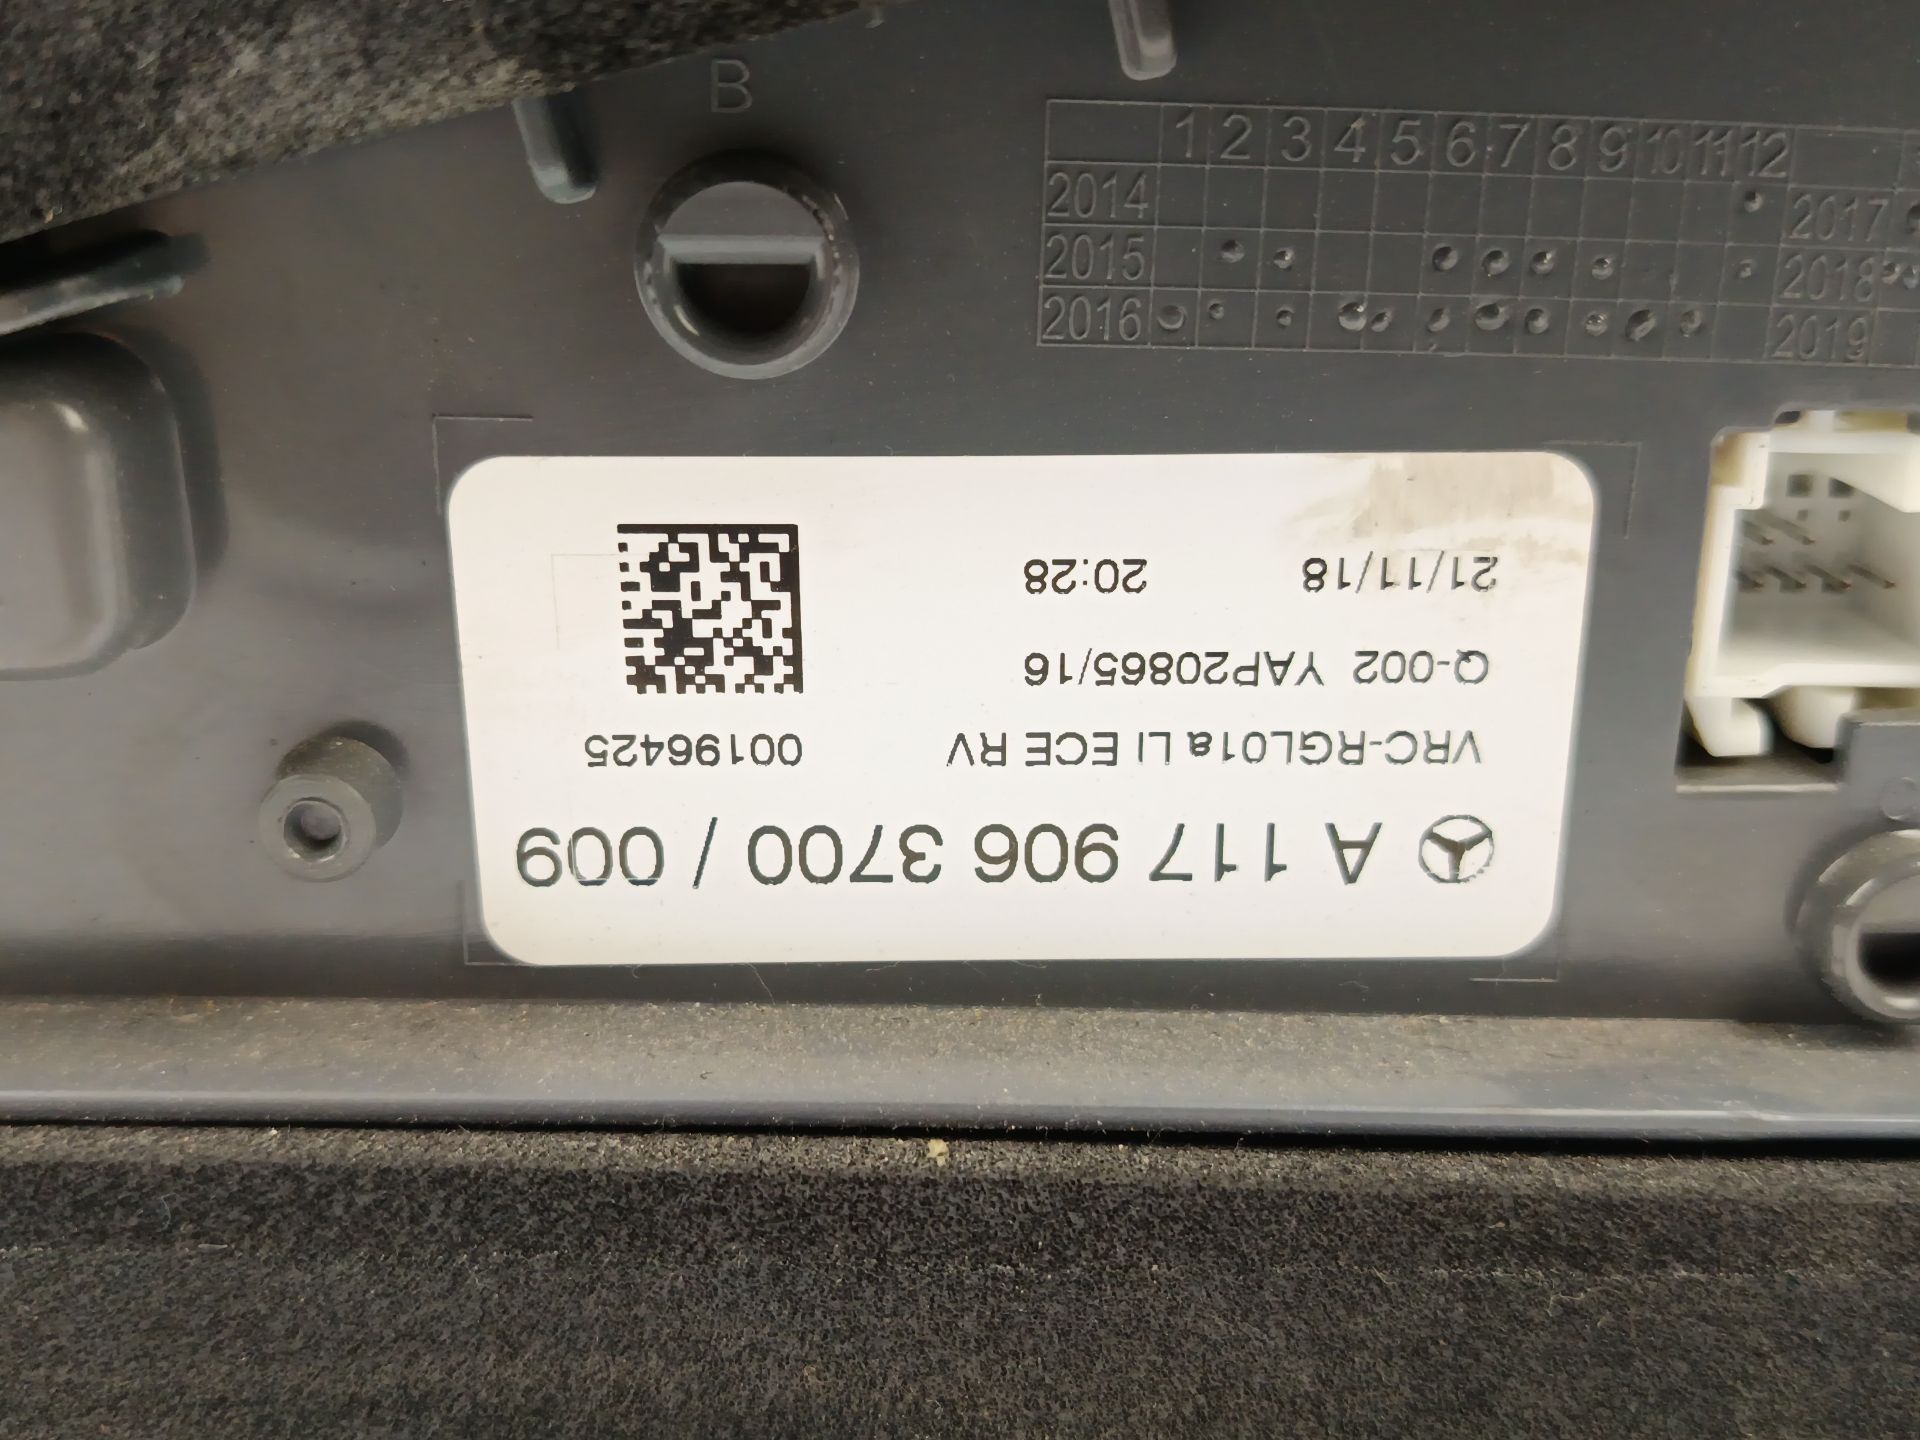 B
1 2 3 4 5 6 7 8 9 10 11 12
2014 2017
2015 2018
2016 2019
A 117 906 3700 / 009
VRC-RGL01a LI ECE RV 00196425
Q-002 YAP20865/16
21/11/18 20:28